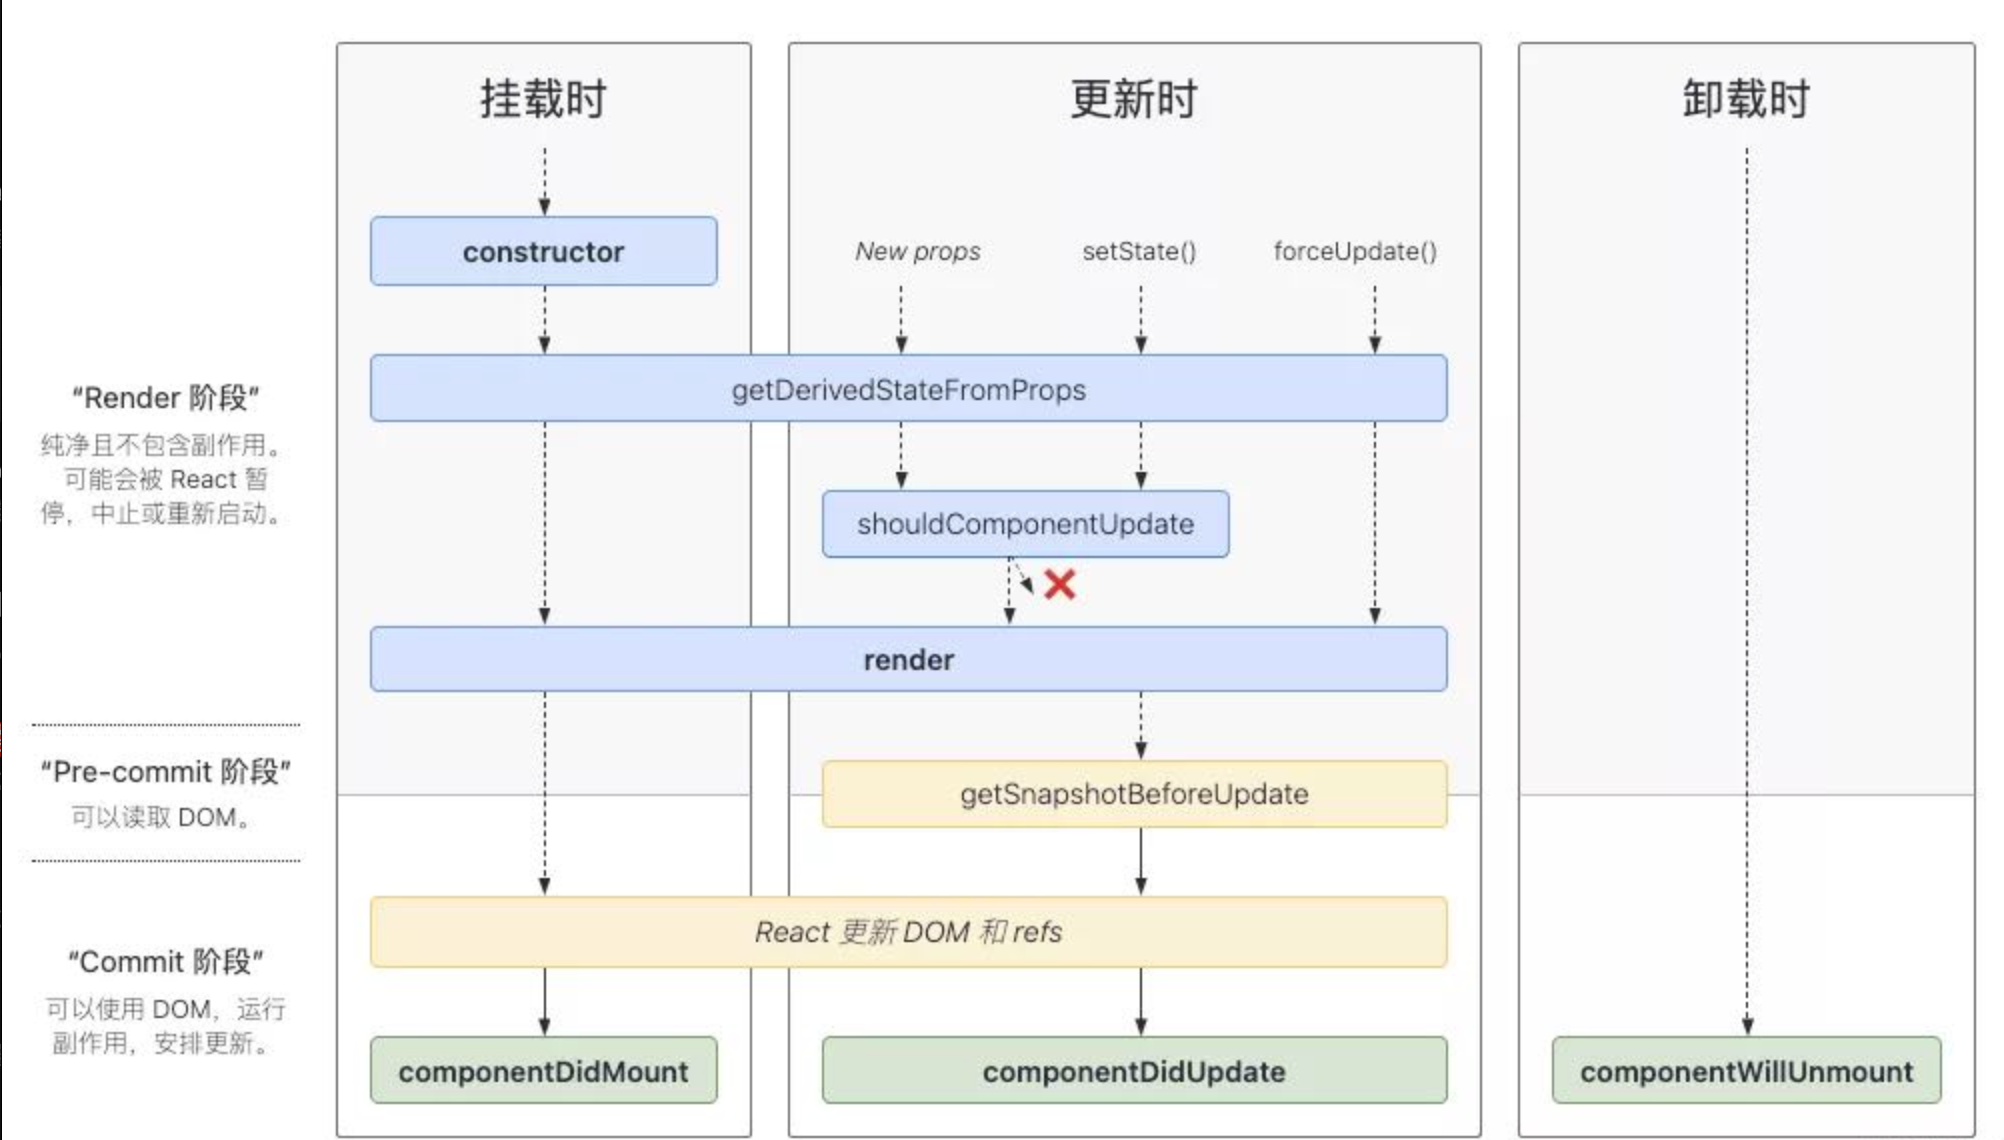 挂载时
更新时
卸载时
constructor
New props
setState()
forceUpdate()
getDerivedStateFromProps
“Render 阶段”
纯净且不包含副作用。
可能会被 React 暂
停，中止或重新启动。
shouldComponentUpdate
render
“Pre-commit 阶段”
可以读取 DOM。
getSnapshotBeforeUpdate
React 更新 DOM 和 refs
“Commit 阶段”
可以使用 DOM，运行
副作用，安排更新。
componentDidMount
componentDidUpdate
componentWillUnmount